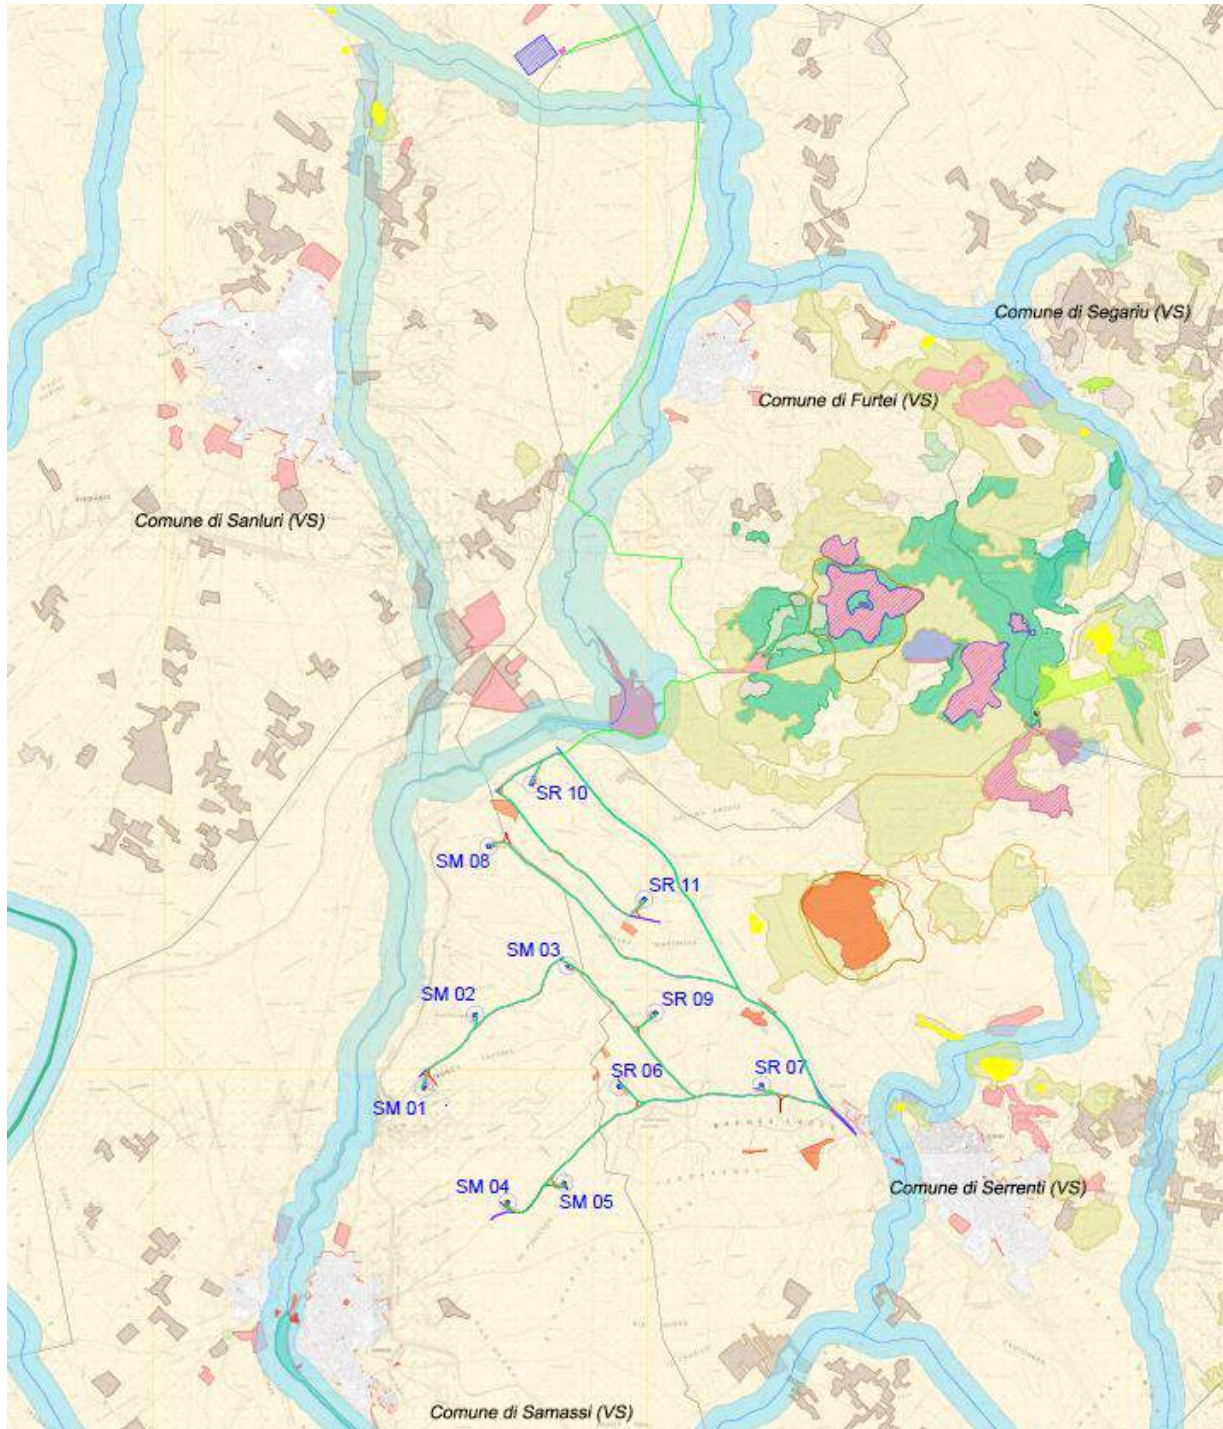 Comune di Segariu (VS)
Comune di Furtei (VS)
Comune di Sanluri (VS)
SR 10
SM 08
SR 11
SM 03
SM 02
SR 09
SR 06
SR 07
SM 01
SM 04
SM 05
Comune di Serrenti (VS)
Comune di Samassi (VS)